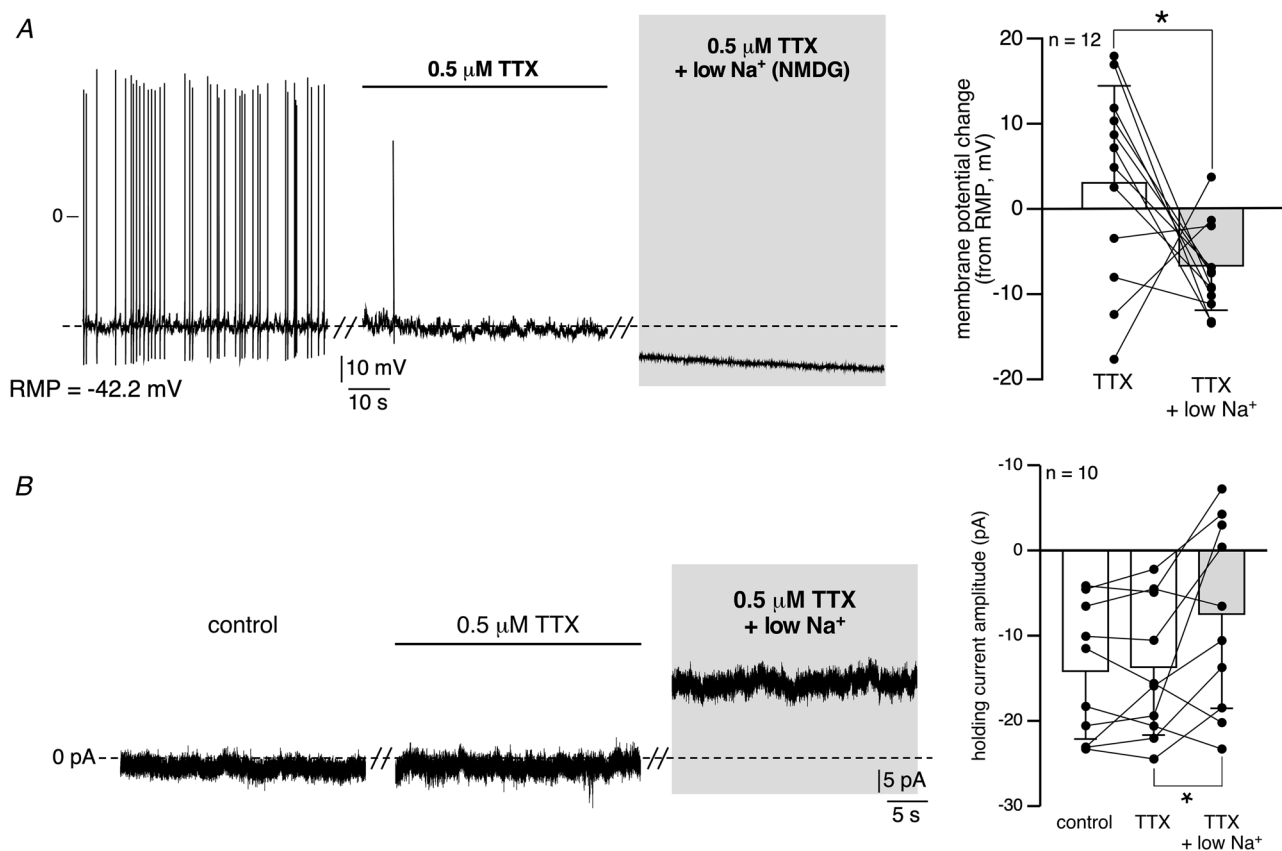 A
0.5 μM TTX
0.5 μM TTX
+ low Na⁺ (NMDG)
0
10 mV
10 s
RMP = -42.2 mV
n = 12
*
membrane potential change
(from RMP, mV)
20
10
0
-10
-20
TTX
TTX
+ low Na⁺
B
control
0.5 μM TTX
0.5 μM TTX
+ low Na⁺
0 pA
5 pA
5 s
n = 10
holding current amplitude (pA)
-10
0
-10
-20
-30
*
control
TTX
TTX
+ low Na⁺